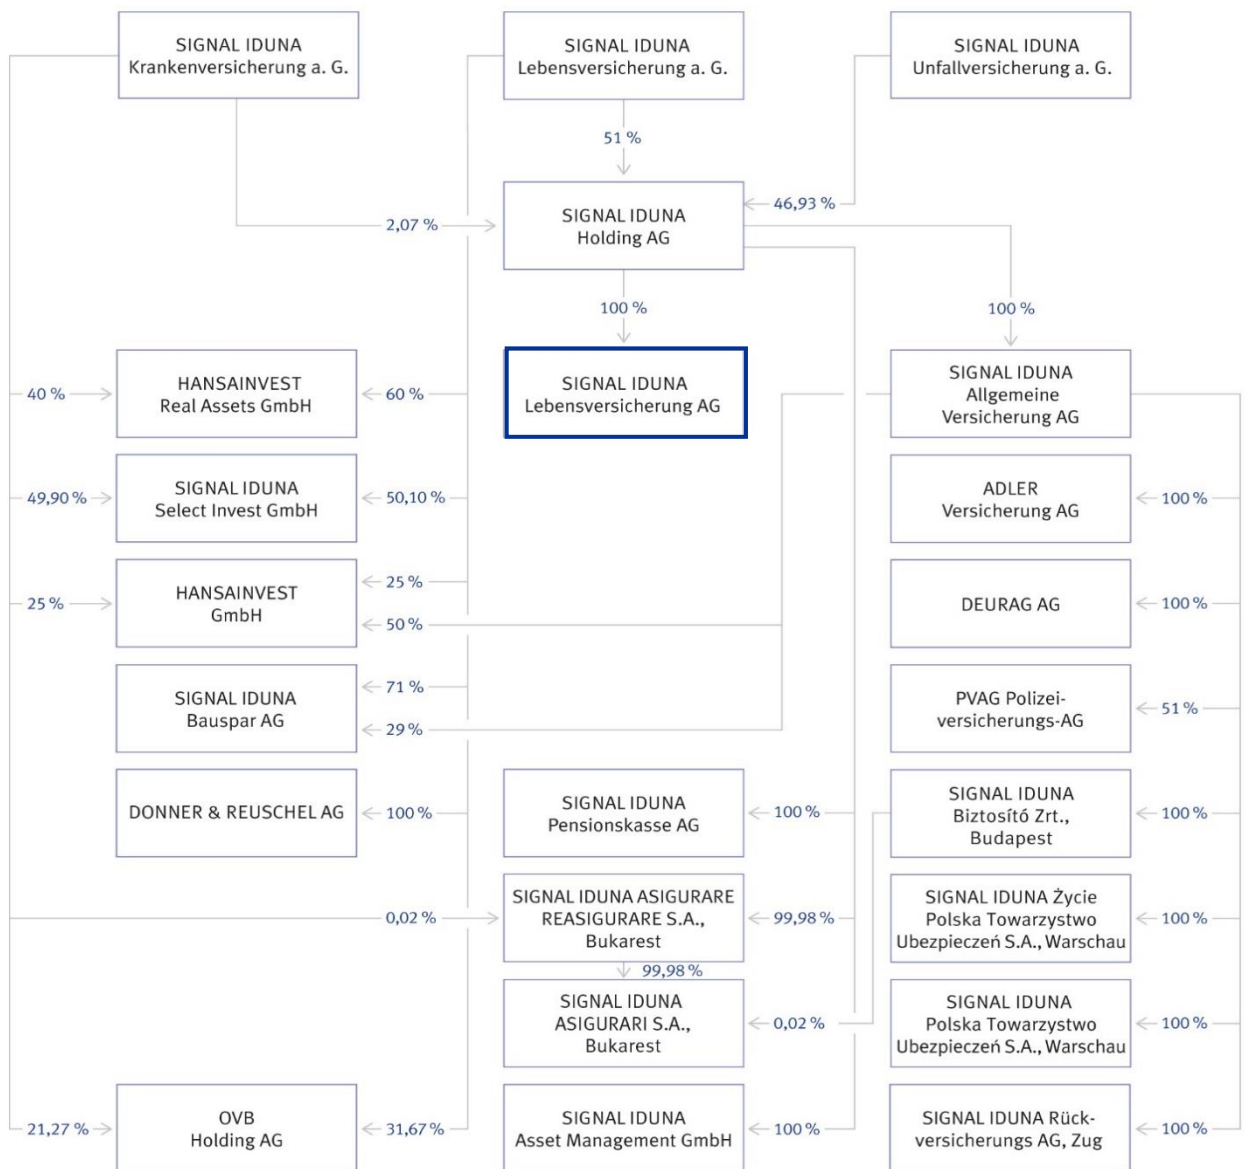 SIGNAL IDUNA
Krankenversicherung a. G.
SIGNAL IDUNA
Lebensversicherung a. G.
SIGNAL IDUNA
Unfallversicherung a. G.
51 %
SIGNAL IDUNA
Holding AG
46,93 %
2,07 %
100 %
100 %
40 %
HANSAINVEST
Real Assets GmbH
60 %
SIGNAL IDUNA
Lebensversicherung AG
SIGNAL IDUNA
Allgemeine
Versicherung AG
49,90 %
SIGNAL IDUNA
Select Invest GmbH
50,10 %
ADLER
Versicherung AG
100 %
25 %
HANSAINVEST
GmbH
25 %
50 %
DEURAG AG
100 %
SIGNAL IDUNA
Bauspar AG
71 %
29 %
PVAG Polizei-
versicherungs-AG
51 %
DONNER & REUSCHEL AG
100 %
SIGNAL IDUNA
Pensionskasse AG
100 %
SIGNAL IDUNA
Biztosító Zrt.,
Budapest
100 %
0,02 %
SIGNAL IDUNA ASIGURARE
REASIGURARE S.A.,
Bukarest
99,98 %
SIGNAL IDUNA Życie
Polska Towarzystwo
Ubezpieczeń S.A., Warschau
100 %
99,98 %
SIGNAL IDUNA
ASIGURARI S.A.,
Bukarest
0,02 %
SIGNAL IDUNA
Polska Towarzystwo
Ubezpieczeń S.A., Warschau
100 %
21,27 %
OVB
Holding AG
31,67 %
SIGNAL IDUNA
Asset Management GmbH
100 %
SIGNAL IDUNA Rück-
versicherungs AG, Zug
100 %